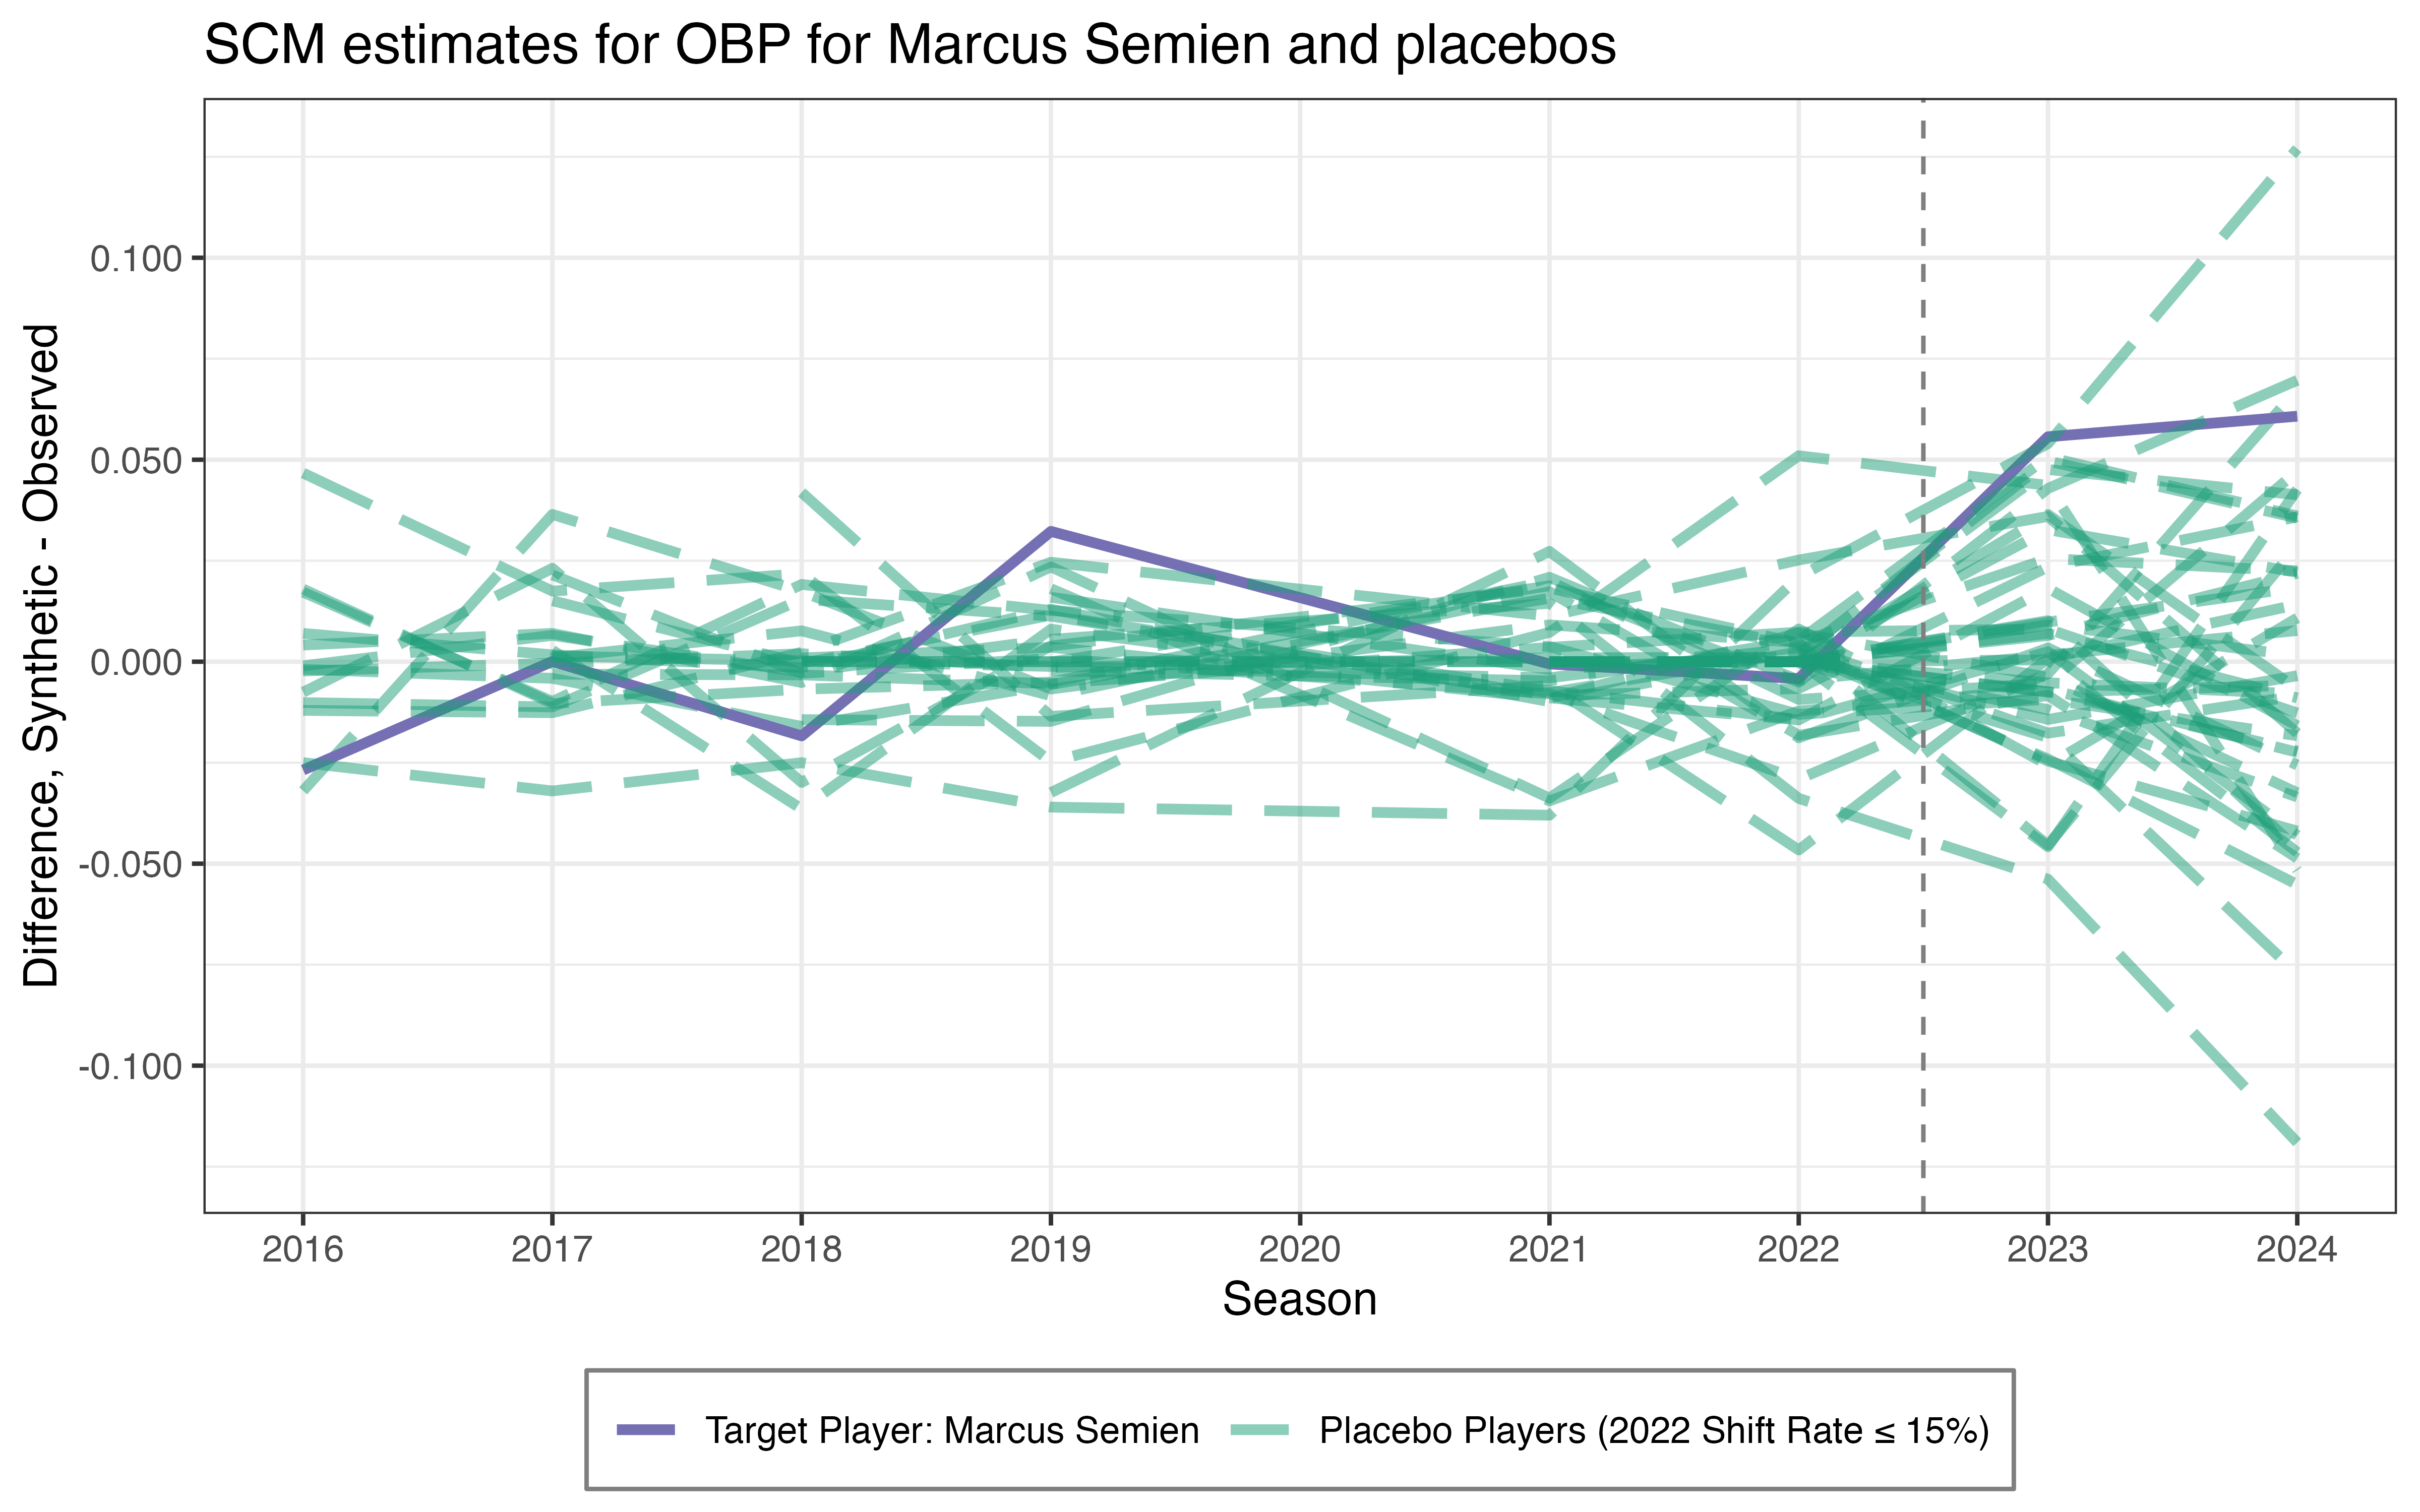 SCM estimates for OBP for Marcus Semien and placebos
Difference, Synthetic - Observed
0.100
0.050
0.000
-0.050
-0.100
2016 2017 2018 2019 2020 2021 2022 2023 2024
Season
Target Player: Marcus Semien Placebo Players (2022 Shift Rate ≤ 15%)